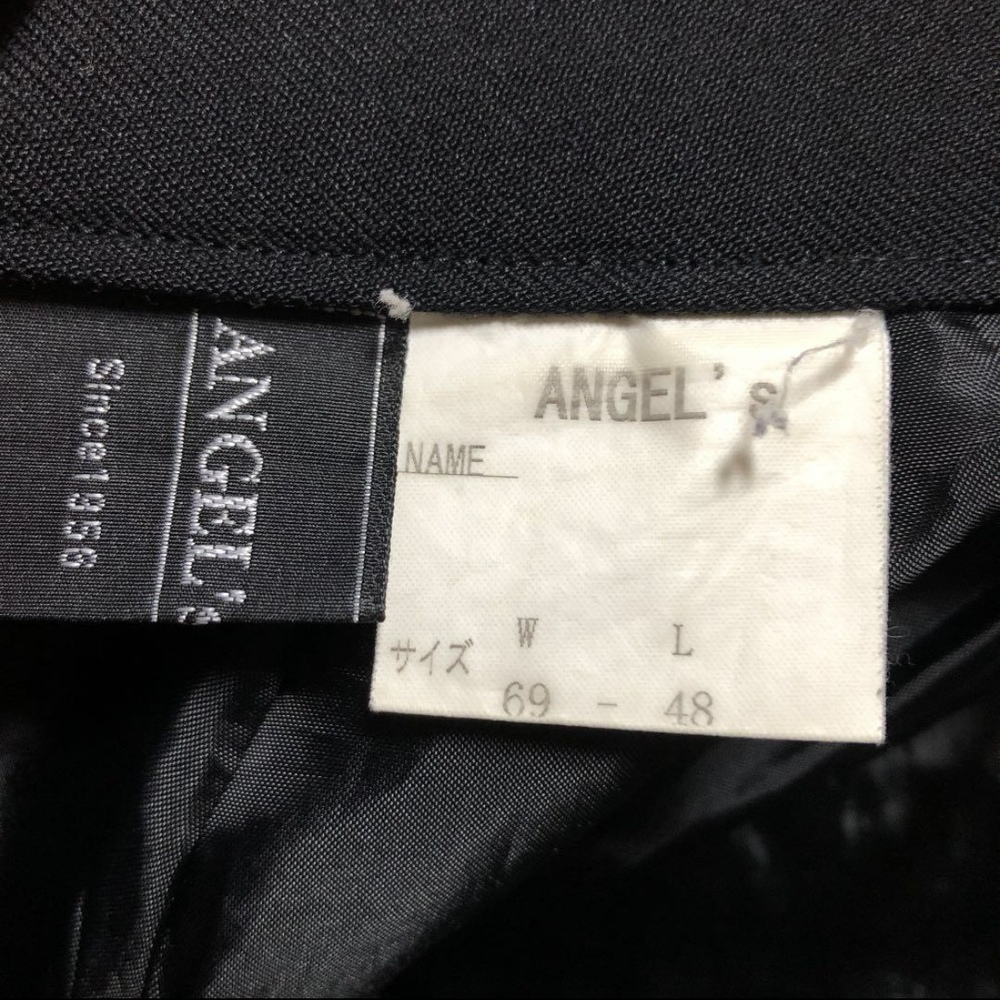 ANGEL's
Since1956
ANGEL's
NAME
W L
サイズ
69 - 48